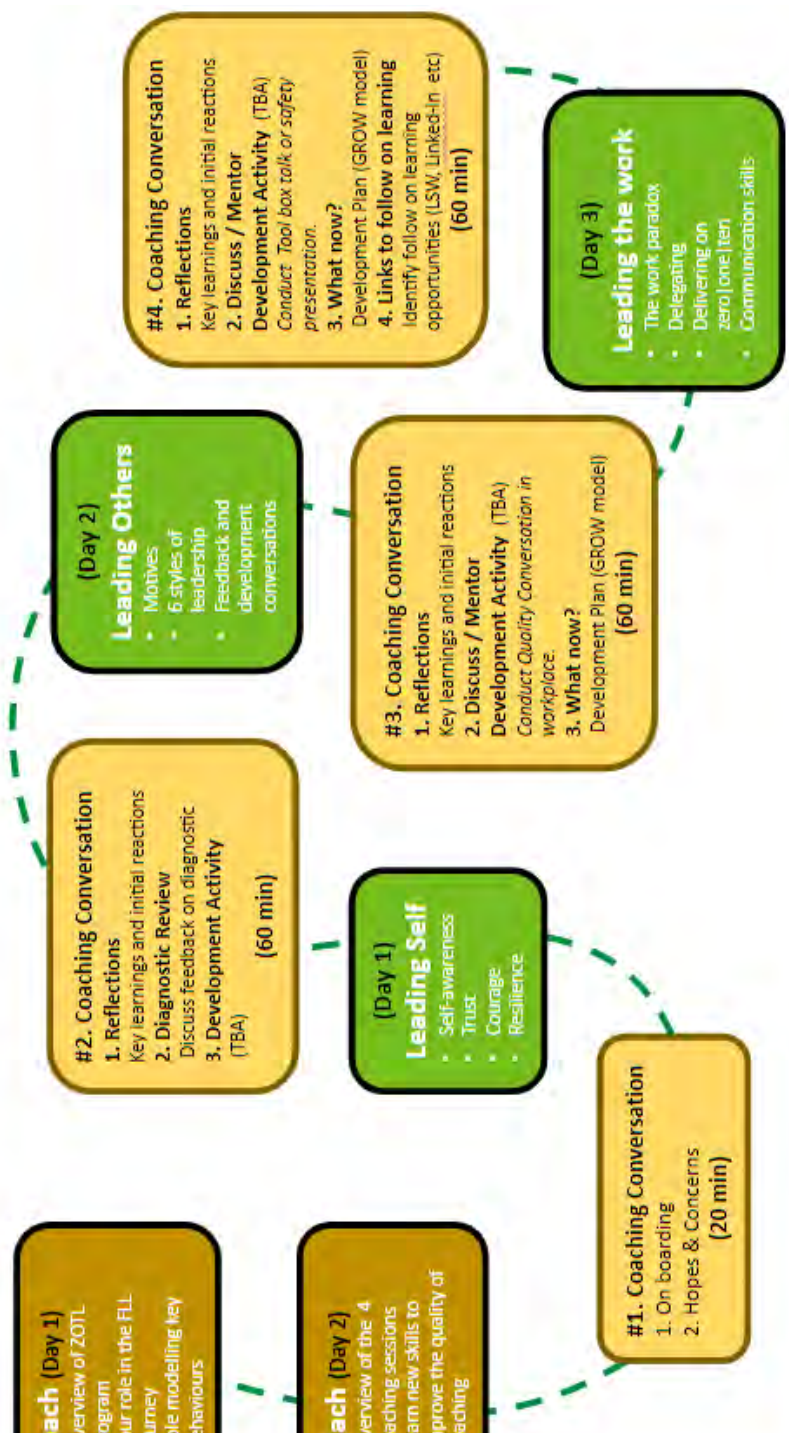 ach (Day 1)
verview of ZOTL
ogram
our role in the FLL
urney
ole modelling key
ehaviours
ach (Day 2)
verview of the 4
aching sessions
arn new skills to
prove the quality of
aching
#1. Coaching Conversation
1. On boarding
2. Hopes & Concerns
(20 min)
(Day 1)
Leading Self
• Self-awareness
• Trust
• Courage
• Resilience
#2. Coaching Conversation
1. Reflections
Key learnings and initial reactions
2. Diagnostic Review
Discuss feedback on diagnostic
3. Development Activity
(TBA)
(60 min)
(Day 2)
Leading Others
• Motives
• 6 styles of
leadership
• Feedback and
development
conversations
#3. Coaching Conversation
1. Reflections
Key learnings and initial reactions
2. Discuss / Mentor
Development Activity (TBA)
Conduct Quality Conversation in
workplace.
3. What now?
Development Plan (GROW model)
(60 min)
(Day 3)
Leading the work
• The work paradox
• Delegating
• Delivering on
zero|one|ten
• Communication skills
#4. Coaching Conversation
1. Reflections
Key learnings and initial reactions
2. Discuss / Mentor
Development Activity (TBA)
Conduct Tool box talk or safety
presentation.
3. What now?
Development Plan (GROW model)
4. Links to follow on learning
Identify follow on learning
opportunities (LSW, Linked-in etc)
(60 min)